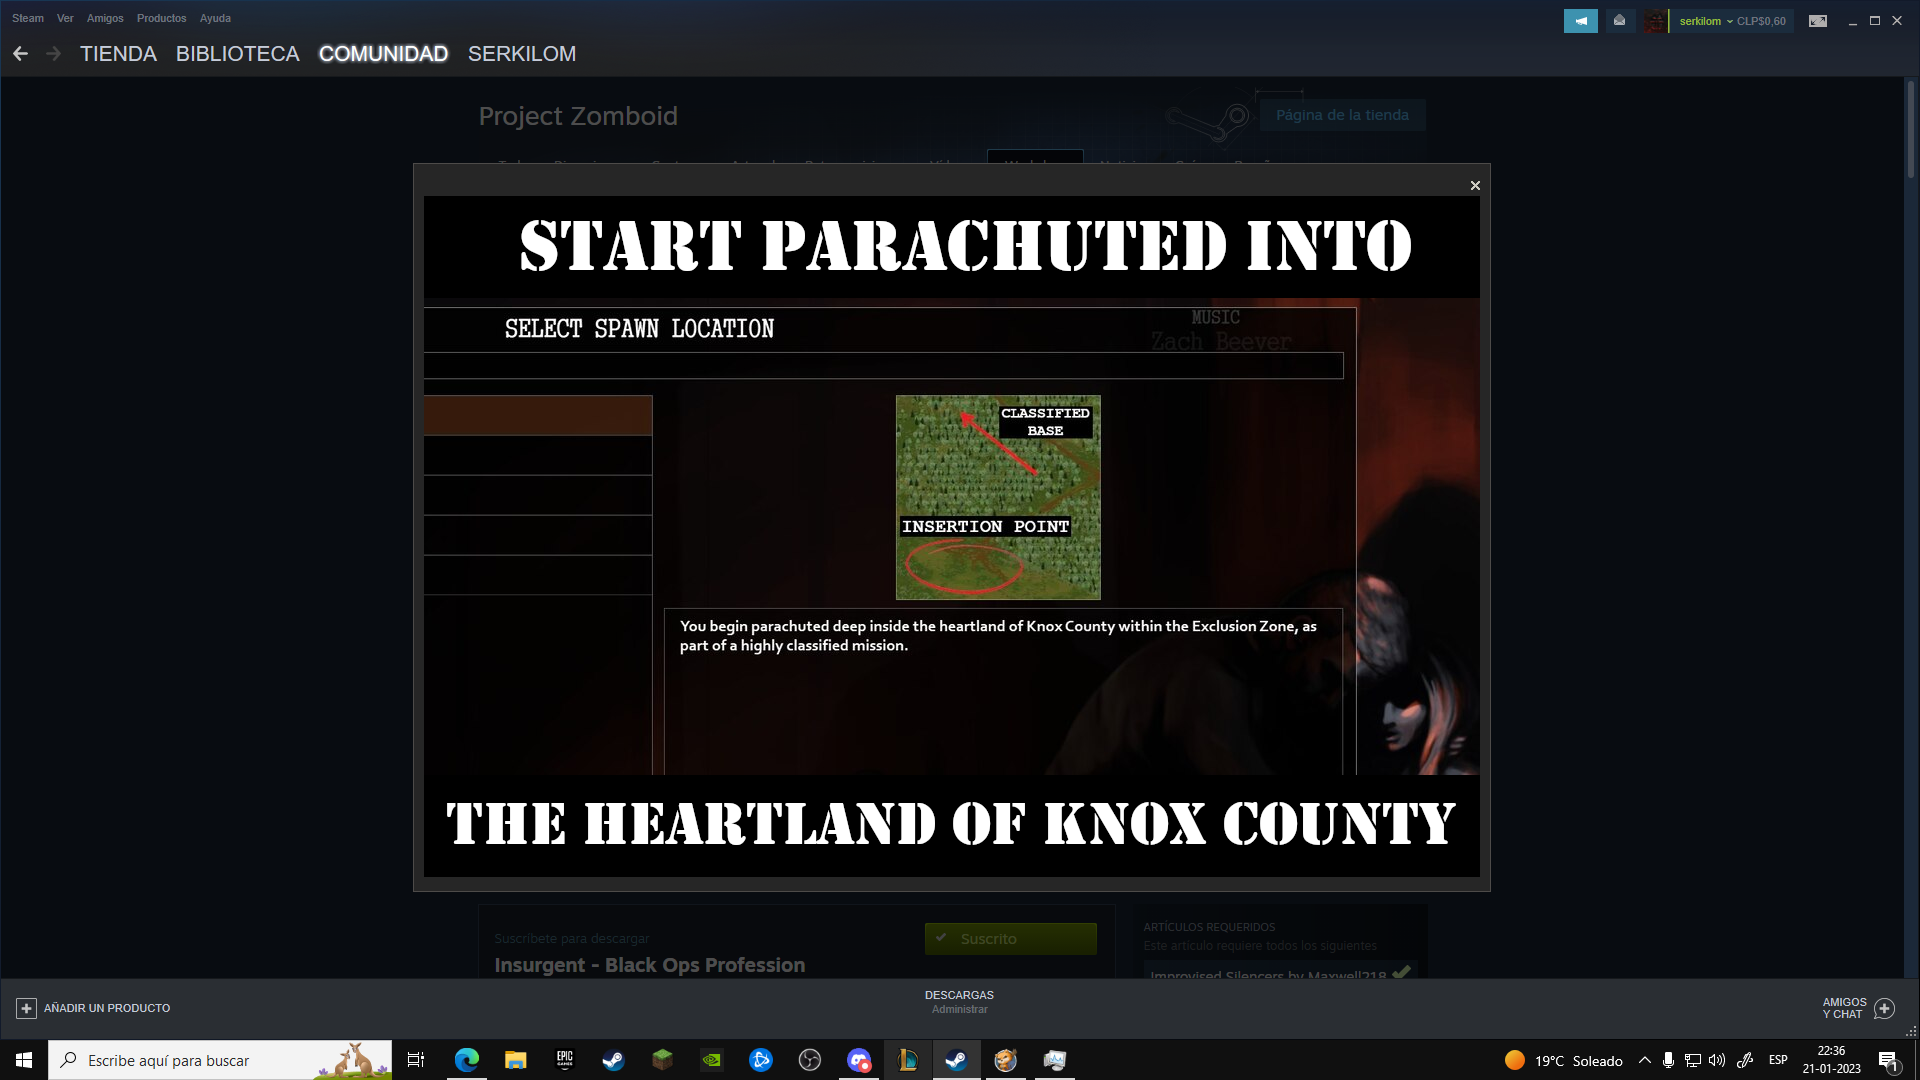 Steam Ver Amigos Productos Ayuda
serkilom CLP$0,60
TIENDA BIBLIOTECA COMUNIDAD SERKILOM
Project Zomboid
Página de la tienda
START PARACHUTED INTO
SELECT SPAWN LOCATION
MUSIC
Zach Beever
CLASSIFIED
BASE
INSERTION POINT
You begin parachuted deep inside the heartland of Knox County within the Exclusion Zone, as
part of a highly classified mission.
THE HEARTLAND OF KNOX COUNTY
Suscríbete para descargar
Suscrito
Insurgent - Black Ops Profession
ARTÍCULOS REQUERIDOS
Este artículo requiere todos los siguientes
Improvised Silencers by Maxwell218
AÑADIR UN PRODUCTO
DESCARGAS
Administrar
AMIGOS
Y CHAT
Escribe aquí para buscar
EPIC
GAMES
19°C Soleado
ESP
22:36
21-01-2023
1